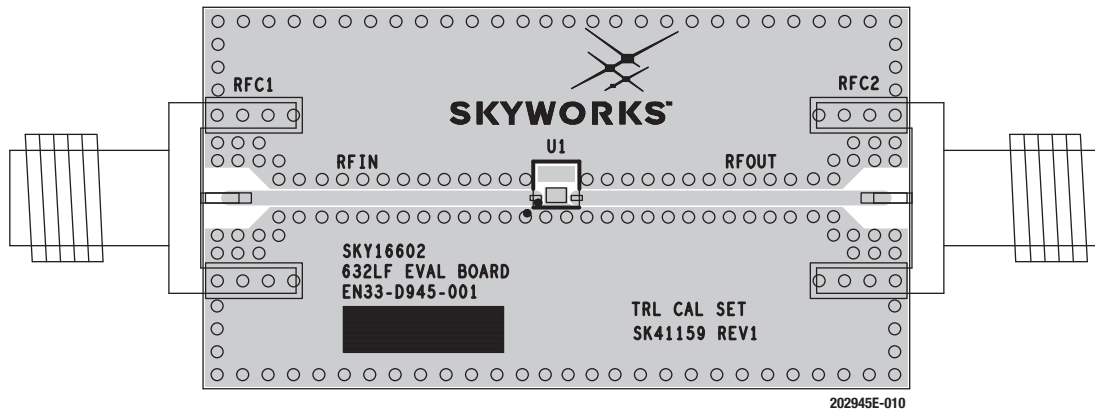 SKYWORKS
RFC1
RFC2
U1
RFIN
RFOUT
SKY16602
632LF EVAL BOARD
EN33-D945-001
TRL CAL SET
SK41159 REV1
202945E-010